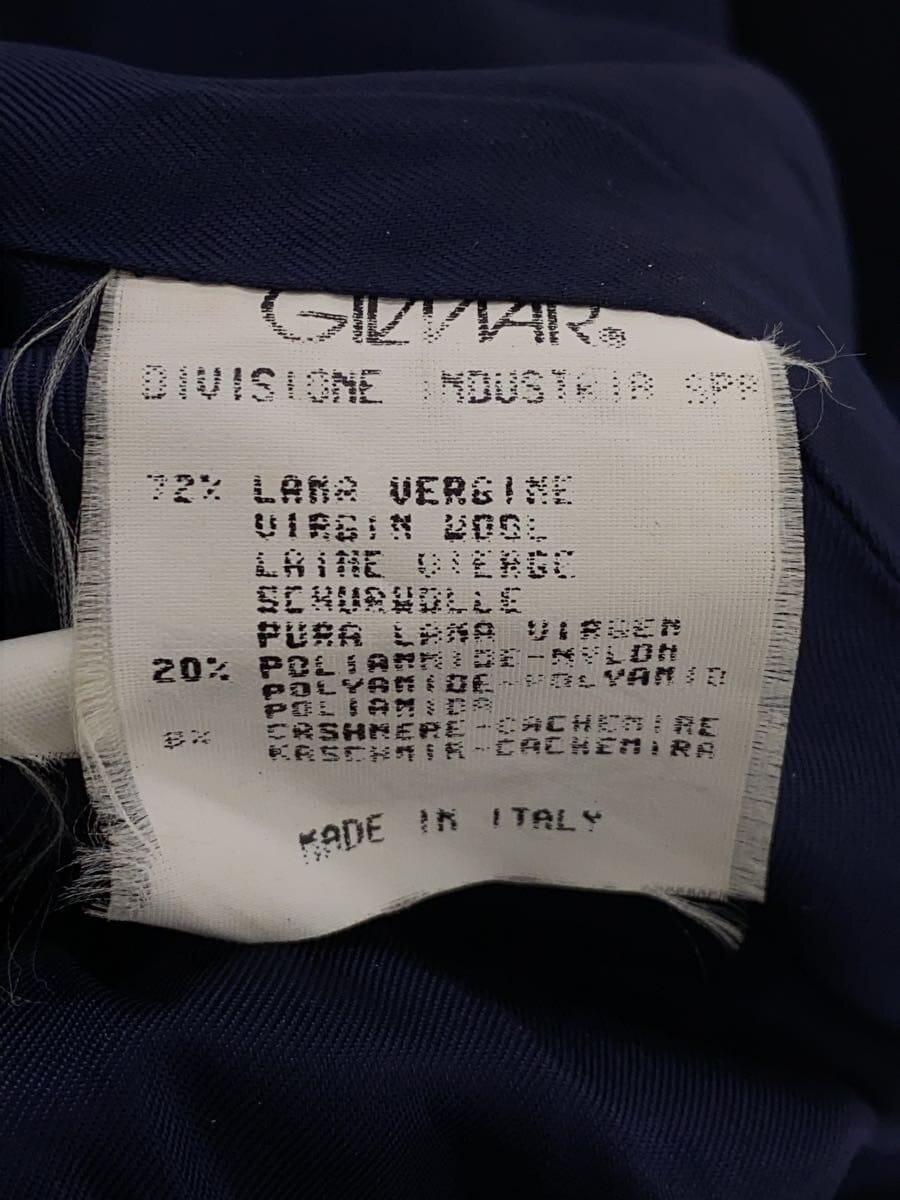 GILMAR®
DIVISIONE INDUSTRIA SPA
72% LANA VERGINE
VIRGIN WOOL
LAINE VIERGE
SCHURWOLLE
PURA LANA VIRGEN
20% POLIAMMIDE-NYLON
POLYAMIDE-POLYAMID
POLIAMIDA
8% CASHMERE-CACHEMIRE
KASCHMIR-CACHEMIRA
MADE IN ITALY